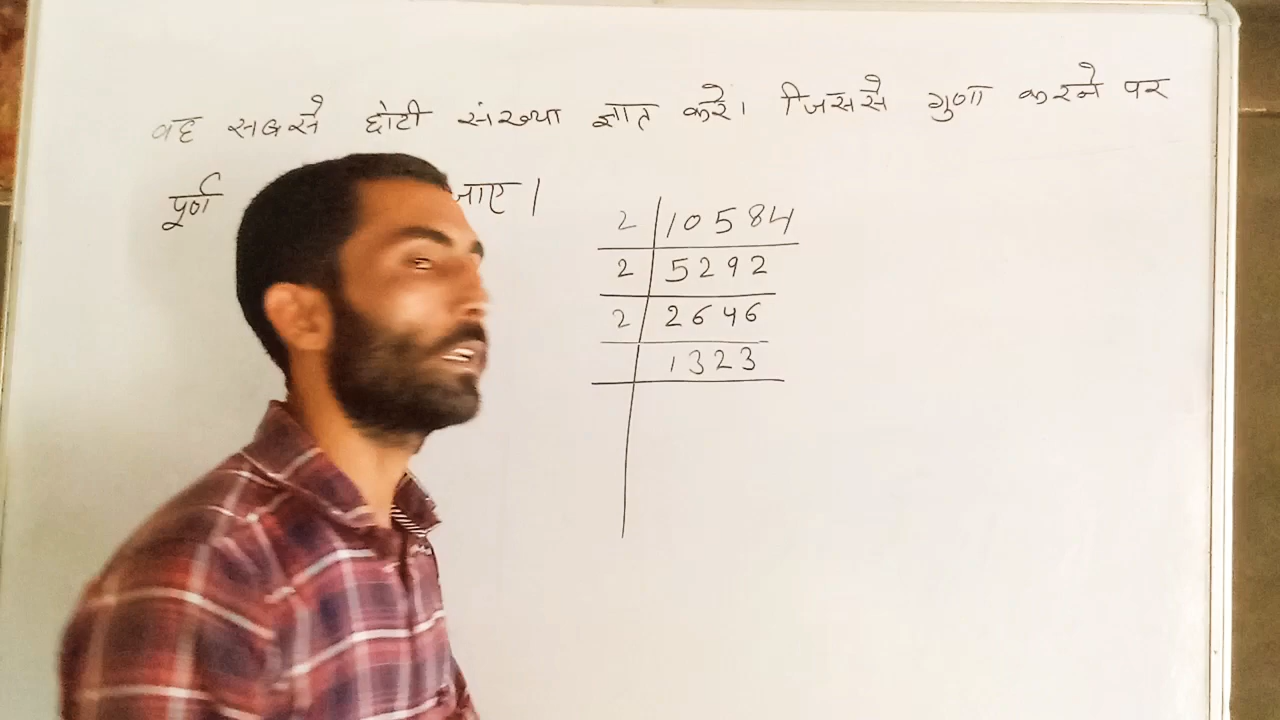 वह सबसे छोटी संख्या ज्ञात करें। जिससे गुणा करने पर
पूर्ण जाए।
2 | 10584
2 | 5292
2 | 2646
1323